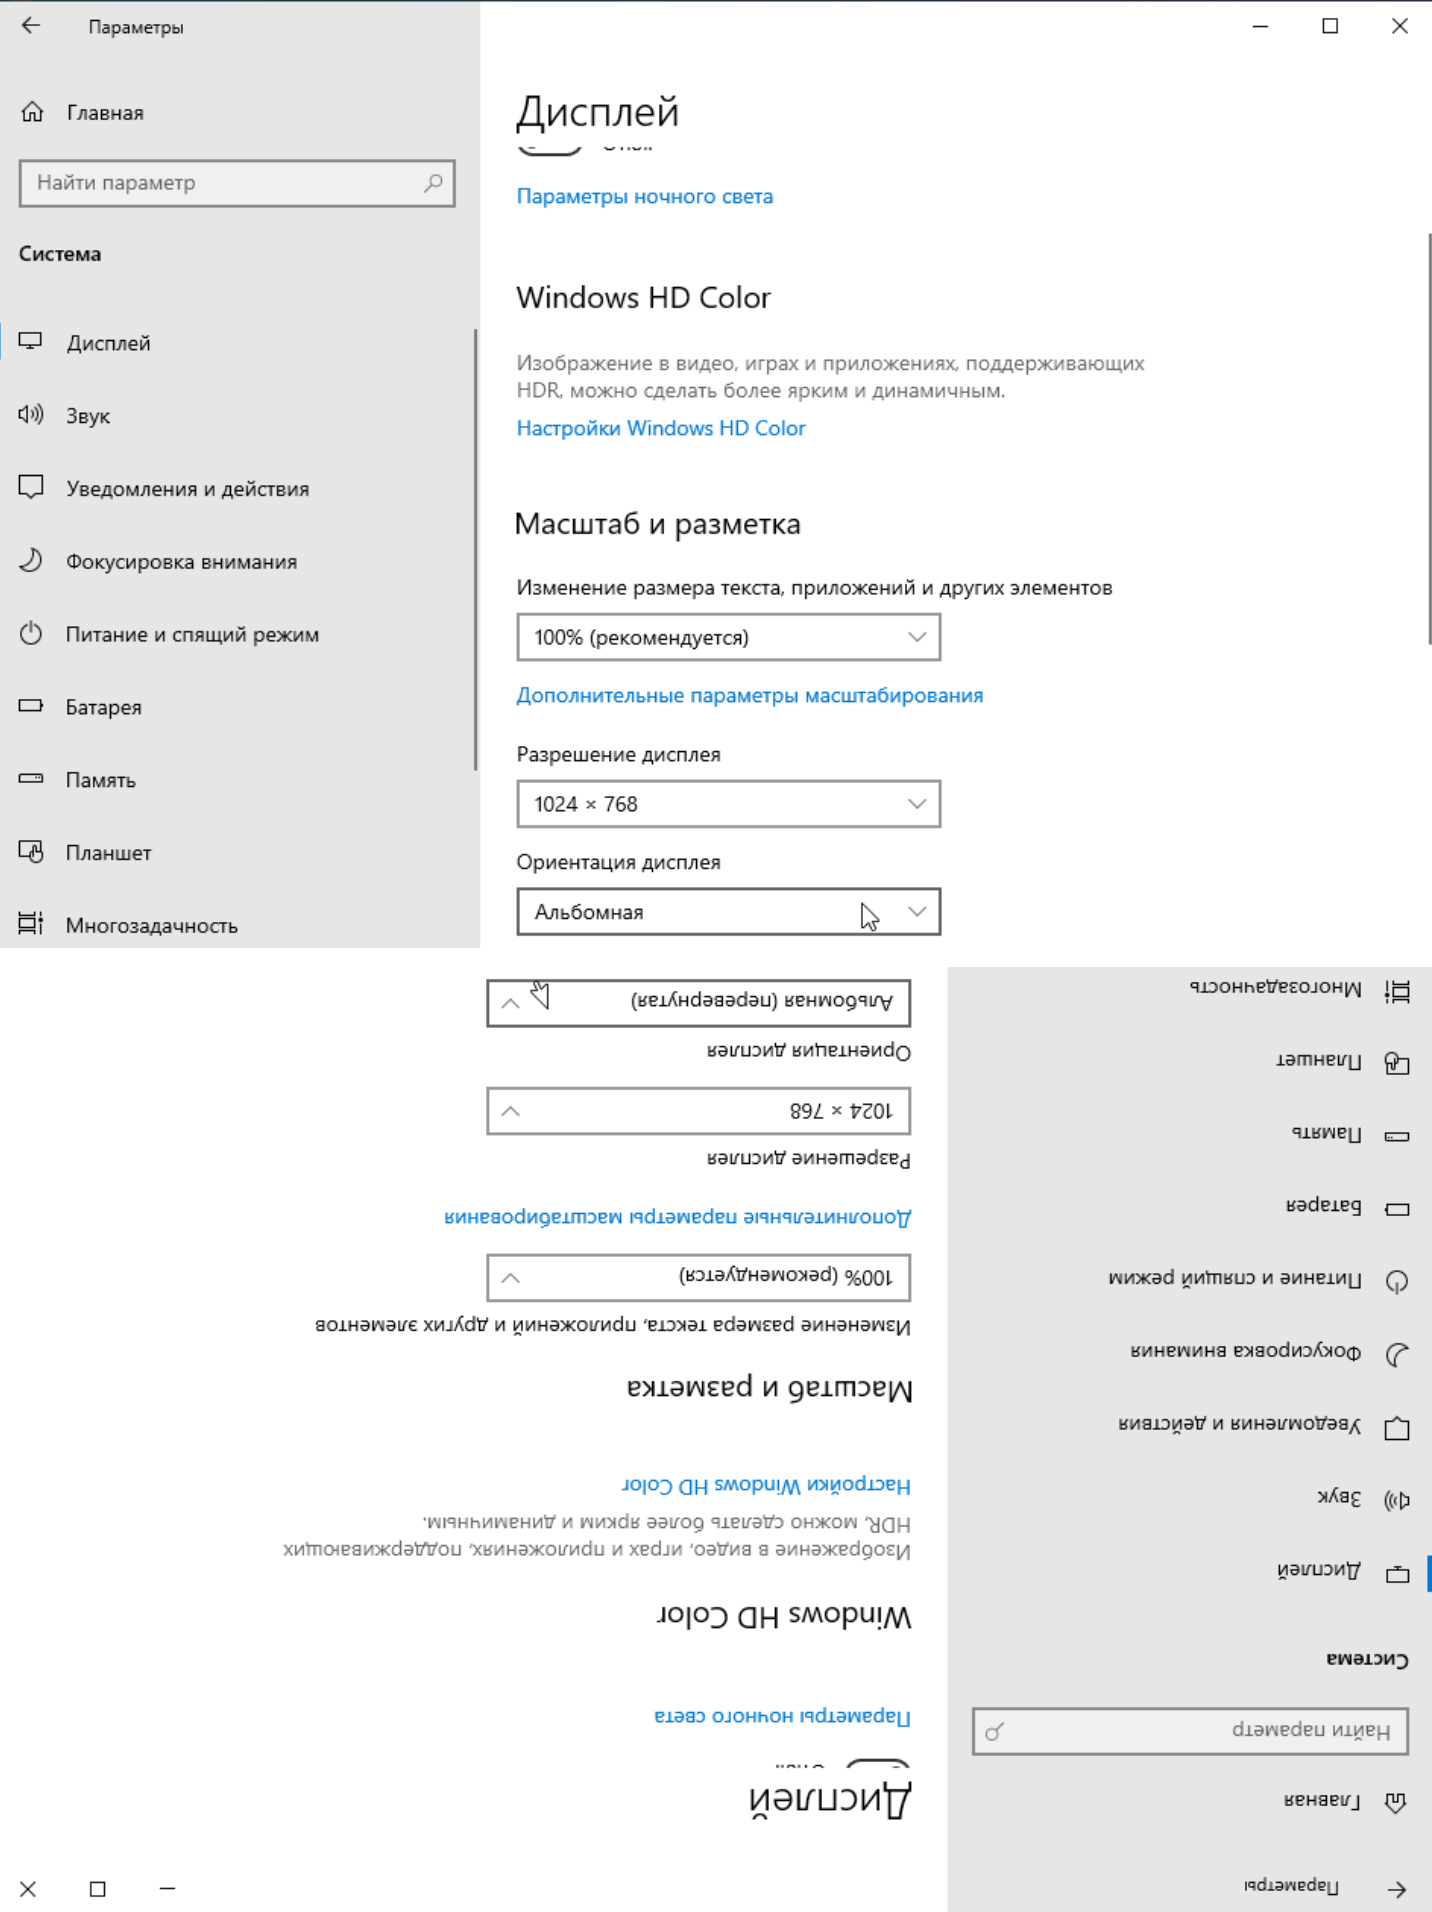 Параметры
Главная
Найти параметр
Система
Дисплей
Звук
Уведомления и действия
Фокусировка внимания
Питание и спящий режим
Батарея
Память
Планшет
Многозадачность
Дисплей
Параметры ночного света
Windows HD Color
Изображение в видео, играх и приложениях, поддерживающих
HDR, можно сделать более ярким и динамичным.
Настройки Windows HD Color
Масштаб и разметка
Изменение размера текста, приложений и других элементов
100% (рекомендуется)
Дополнительные параметры масштабирования
Разрешение дисплея
1024 × 768
Ориентация дисплея
Альбомная
Параметры
Главная
Найти параметр
Система
Дисплей
Звук
Уведомления и действия
Фокусировка внимания
Питание и спящий режим
Батарея
Память
Планшет
Многозадачность
Дисплей
Параметры ночного света
Windows HD Color
Изображение в видео, играх и приложениях, поддерживающих
HDR, можно сделать более ярким и динамичным.
Настройки Windows HD Color
Масштаб и разметка
Изменение размера текста, приложений и других элементов
100% (рекомендуется)
Дополнительные параметры масштабирования
Разрешение дисплея
1024 × 768
Ориентация дисплея
Альбомная (перевернутая)